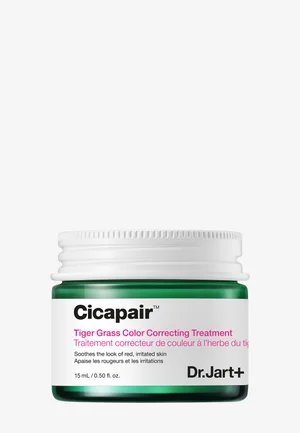 Cicapair™
Tiger Grass Color Correcting Treatment
Traitement correcteur de couleur à l'herbe du tig
Soothes the look of red, irritated skin
Apaise les rougeurs et les irritations
15 mL / 0.50 fl. oz.
Dr.Jart+